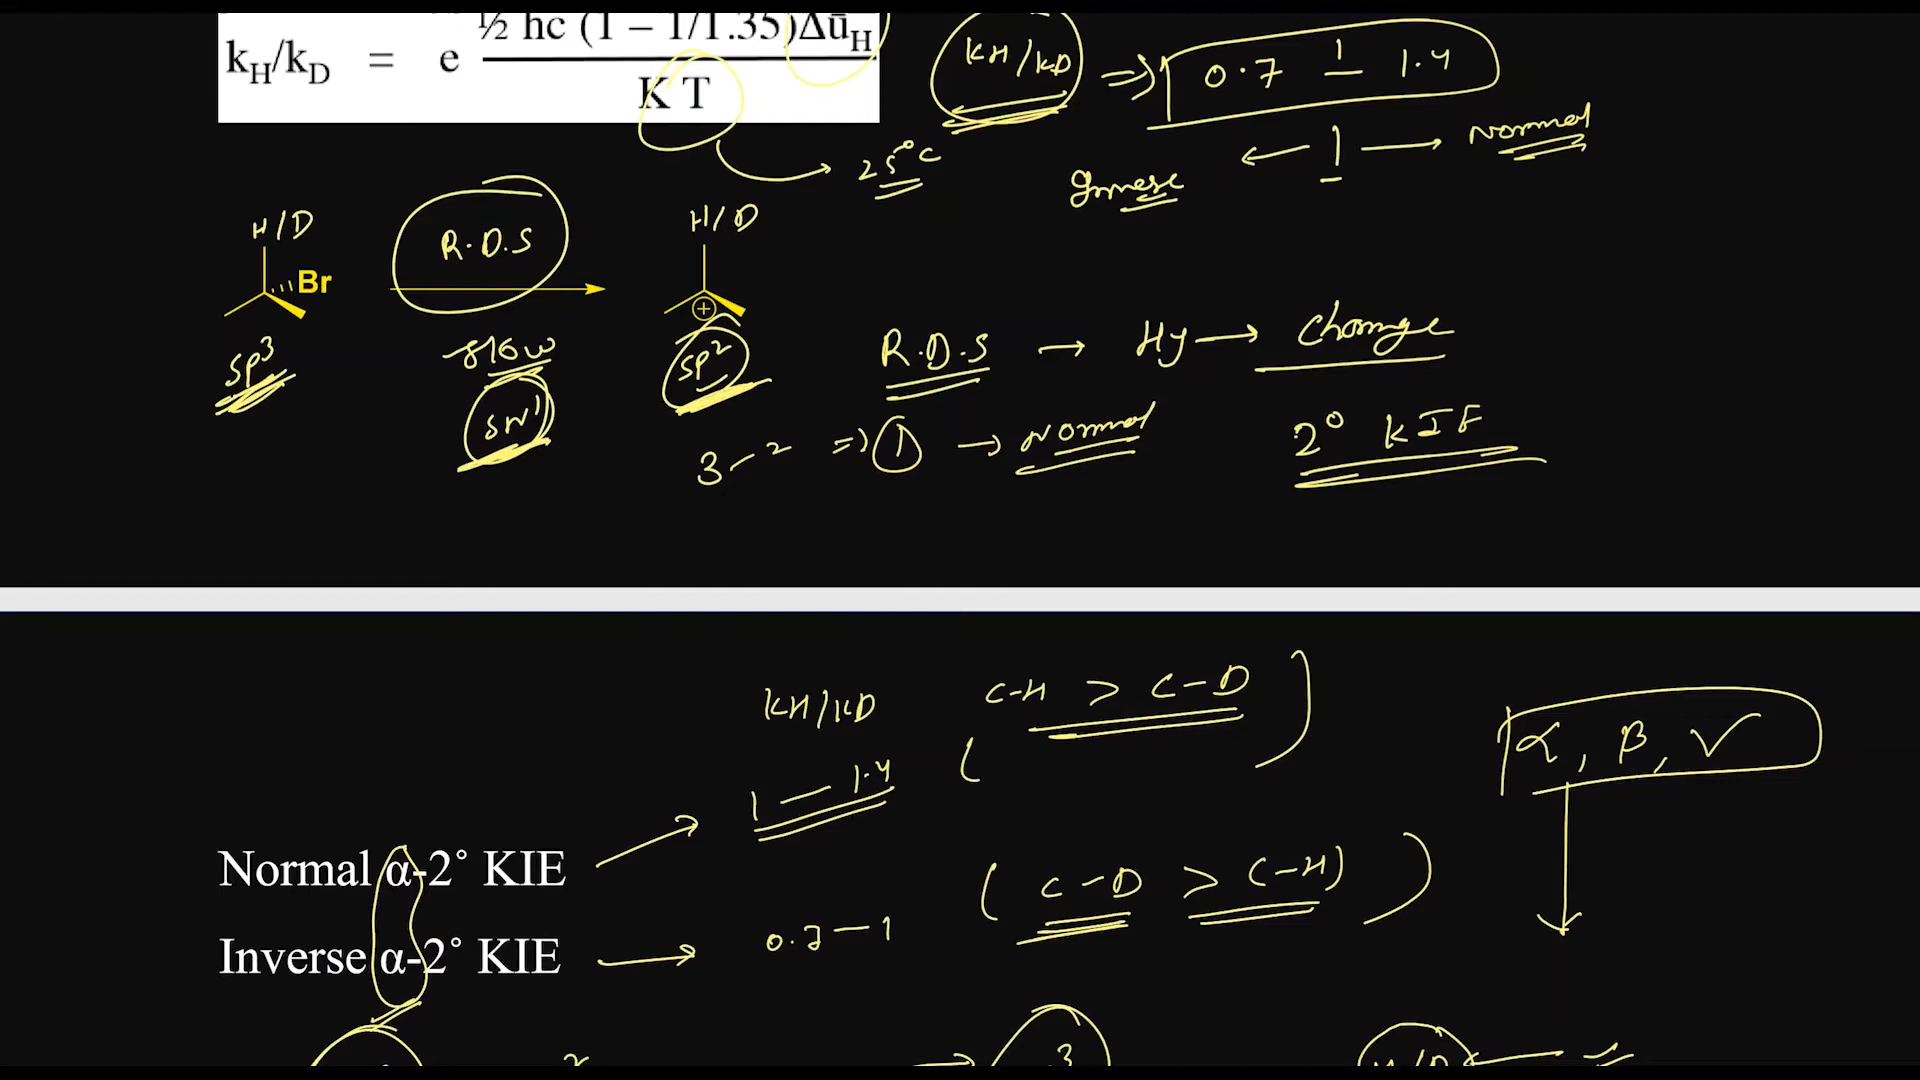 ½ hc (1 – 1/1.35)ΔūH
kH/kD = e
K T
KH/KD ⇒ 0.7 1 1.4
← 1 → Normal
25°C
H/D R.D.S H/D
Br
+
SP³ slow SP² R.D.S → Hy → change
SN¹
3 – 2 ⇒ 1 → Normal 2° KIE
KH/KD (C-H > C-D)
α, β, γ
1 — 1.4
Normal α-2° KIE → (C-D > C-H)
Inverse α-2° KIE → 0.7 – 1
2 → 3